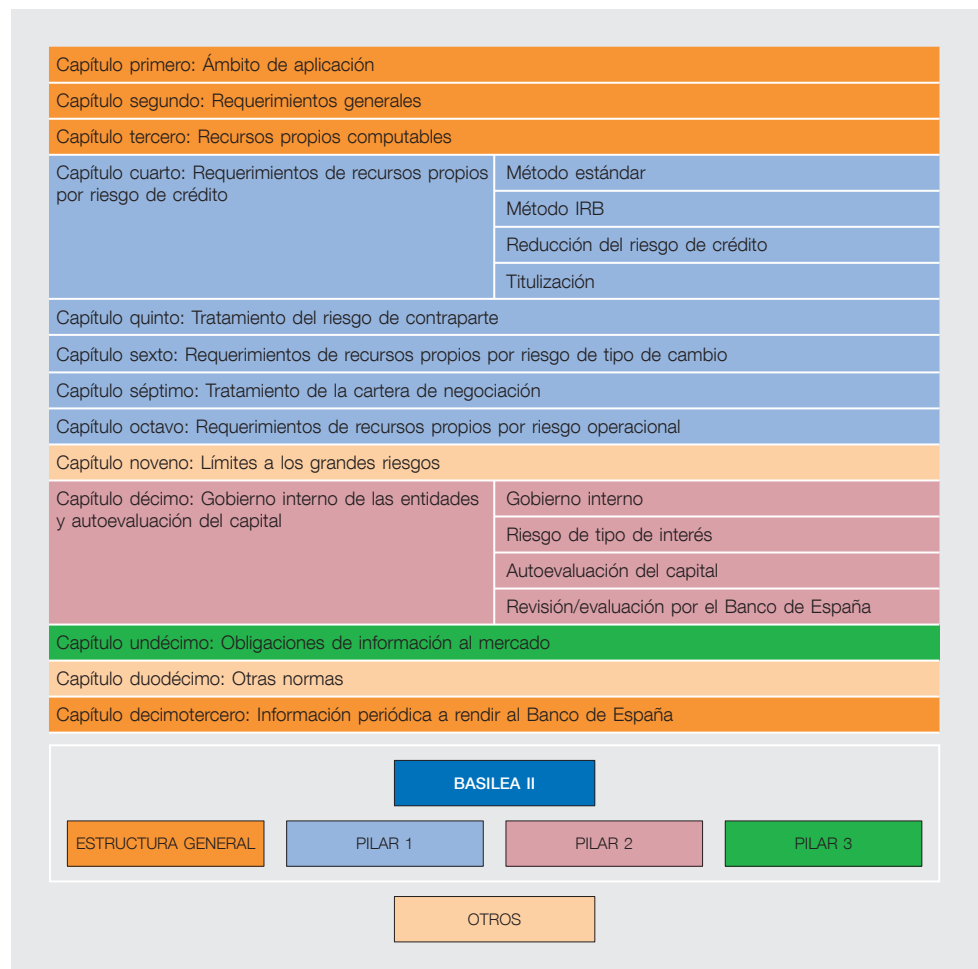 Capítulo primero: Ámbito de aplicación
Capítulo segundo: Requerimientos generales
Capítulo tercero: Recursos propios computables
Capítulo cuarto: Requerimientos de recursos propios
por riesgo de crédito
Método estándar
Método IRB
Reducción del riesgo de crédito
Titulización
Capítulo quinto: Tratamiento del riesgo de contraparte
Capítulo sexto: Requerimientos de recursos propios por riesgo de tipo de cambio
Capítulo séptimo: Tratamiento de la cartera de negociación
Capítulo octavo: Requerimientos de recursos propios por riesgo operacional
Capítulo noveno: Límites a los grandes riesgos
Capítulo décimo: Gobierno interno de las entidades
y autoevaluación del capital
Gobierno interno
Riesgo de tipo de interés
Autoevaluación del capital
Revisión/evaluación por el Banco de España
Capítulo undécimo: Obligaciones de información al mercado
Capítulo duodécimo: Otras normas
Capítulo decimotercero: Información periódica a rendir al Banco de España
BASILEA II
ESTRUCTURA GENERAL
PILAR 1
PILAR 2
PILAR 3
OTROS